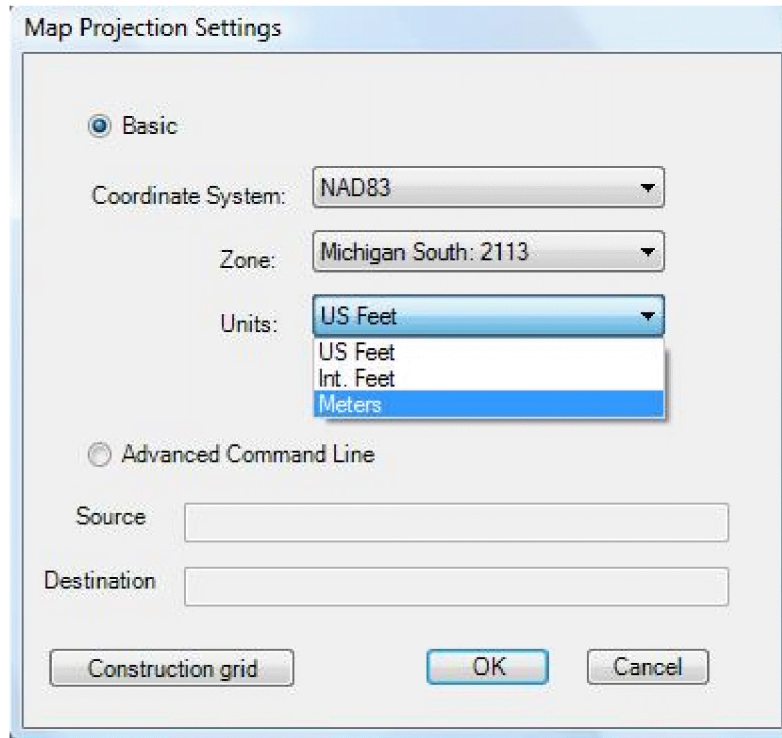 Map Projection Settings
Basic
Coordinate System: NAD83
Zone: Michigan South: 2113
Units: US Feet
US Feet
Int. Feet
Meters
Advanced Command Line
Source
Destination
Construction grid OK Cancel